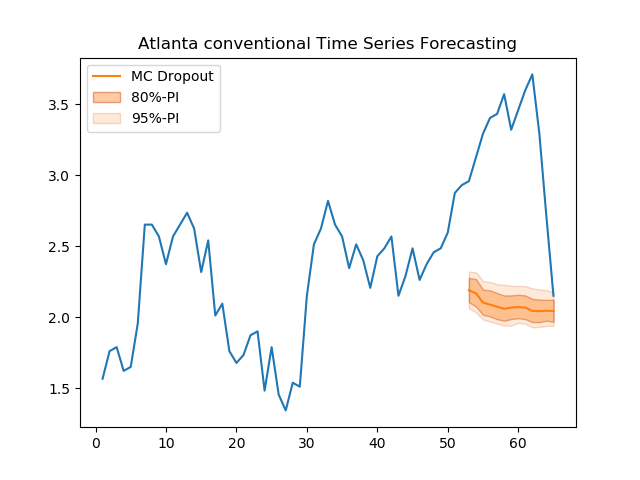 Atlanta conventional Time Series Forecasting
MC Dropout
80%-PI
95%-PI
3.5
3.0
2.5
2.0
1.5
0 10 20 30 40 50 60